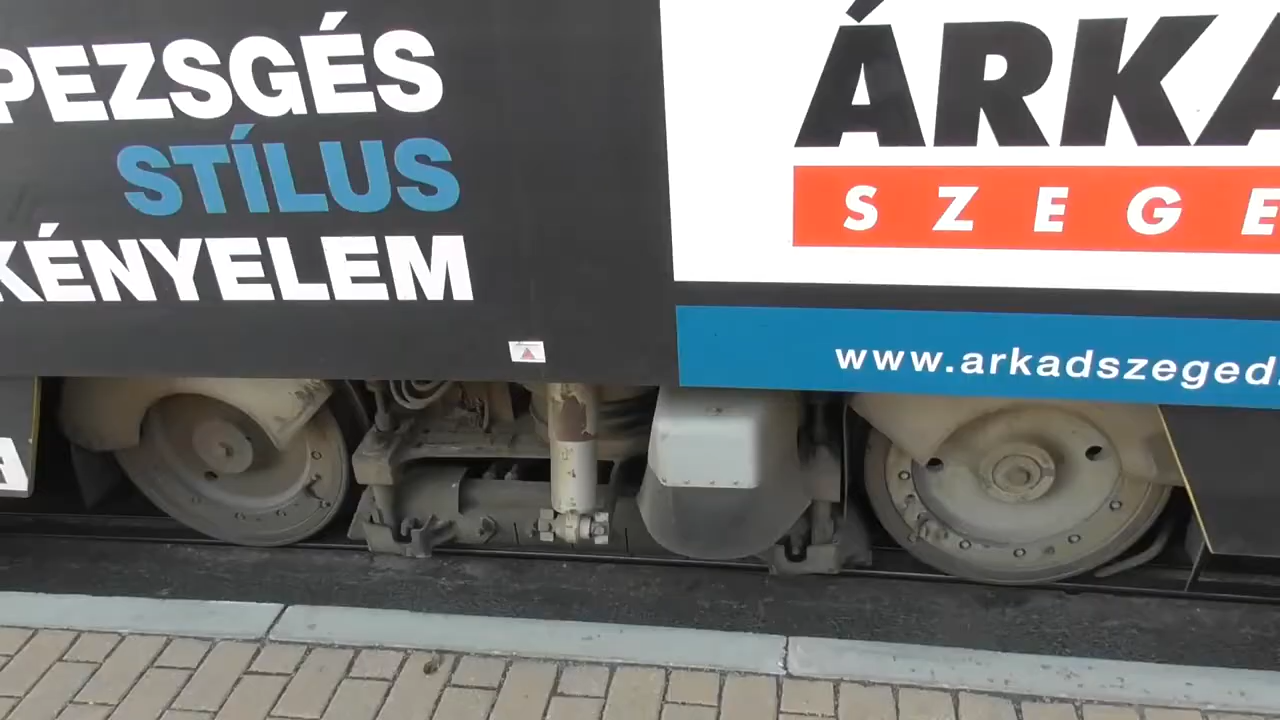 PEZSGÉS
STÍLUS
KÉNYELEM
ÁRKA
SZEGE
www.arkadszeged.